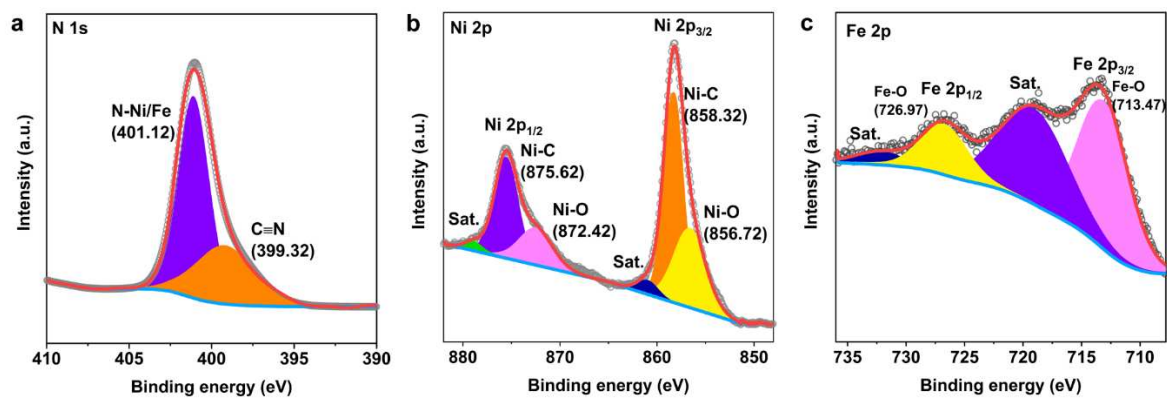 a
N 1s
N-Ni/Fe
(401.12)
C≡N
(399.32)
Intensity (a.u.)
410 400 395 390
Binding energy (eV)
b
Ni 2p
Ni 2p3/2
Ni-C
(858.32)
Ni 2p1/2
Ni-C
(875.62)
Ni-O
(872.42)
Ni-O
(856.72)
Sat.
Sat.
Intensity (a.u.)
880 870 860 850
Binding energy (eV)
c
Fe 2p
Fe-O
(726.97)
Fe 2p1/2
Sat.
Fe 2p3/2
Fe-O
(713.47)
Sat.
Intensity (a.u.)
735 730 725 720 713 710
Binding energy (eV)